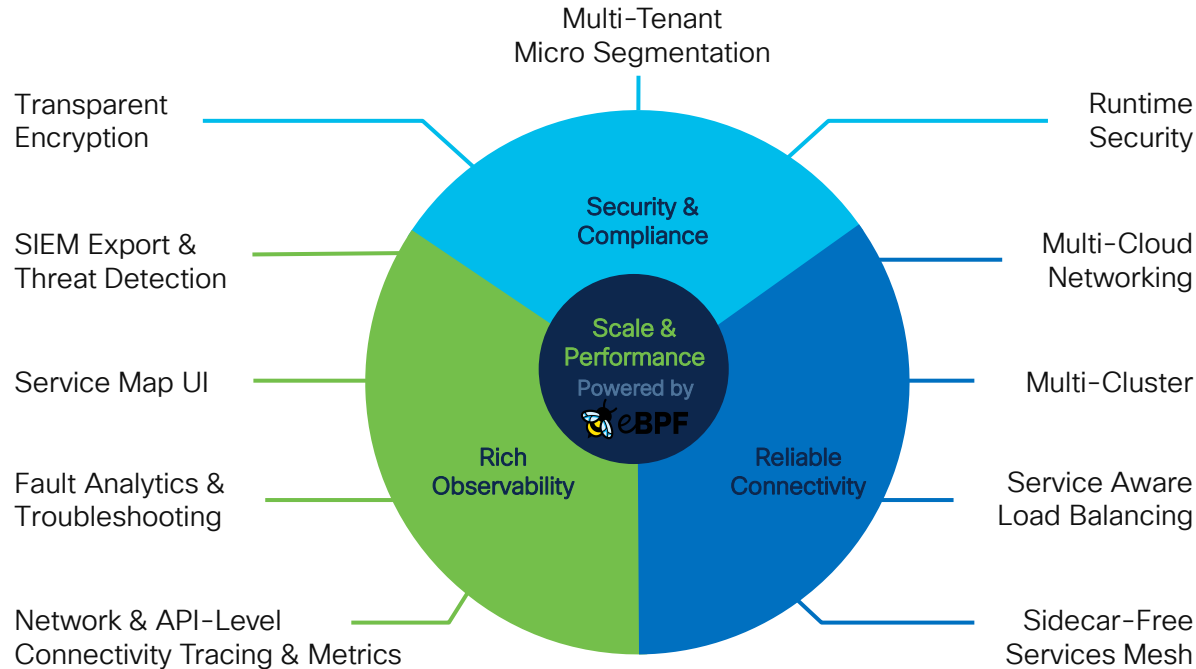 Multi-Tenant
Micro Segmentation
Transparent
Encryption
Runtime
Security
Security &
Compliance
SIEM Export &
Threat Detection
Multi-Cloud
Networking
Scale &
Performance
Powered by
eBPF
Service Map UI
Multi-Cluster
Rich
Observability
Reliable
Connectivity
Fault Analytics &
Troubleshooting
Service Aware
Load Balancing
Network & API-Level
Connectivity Tracing & Metrics
Sidecar-Free
Services Mesh